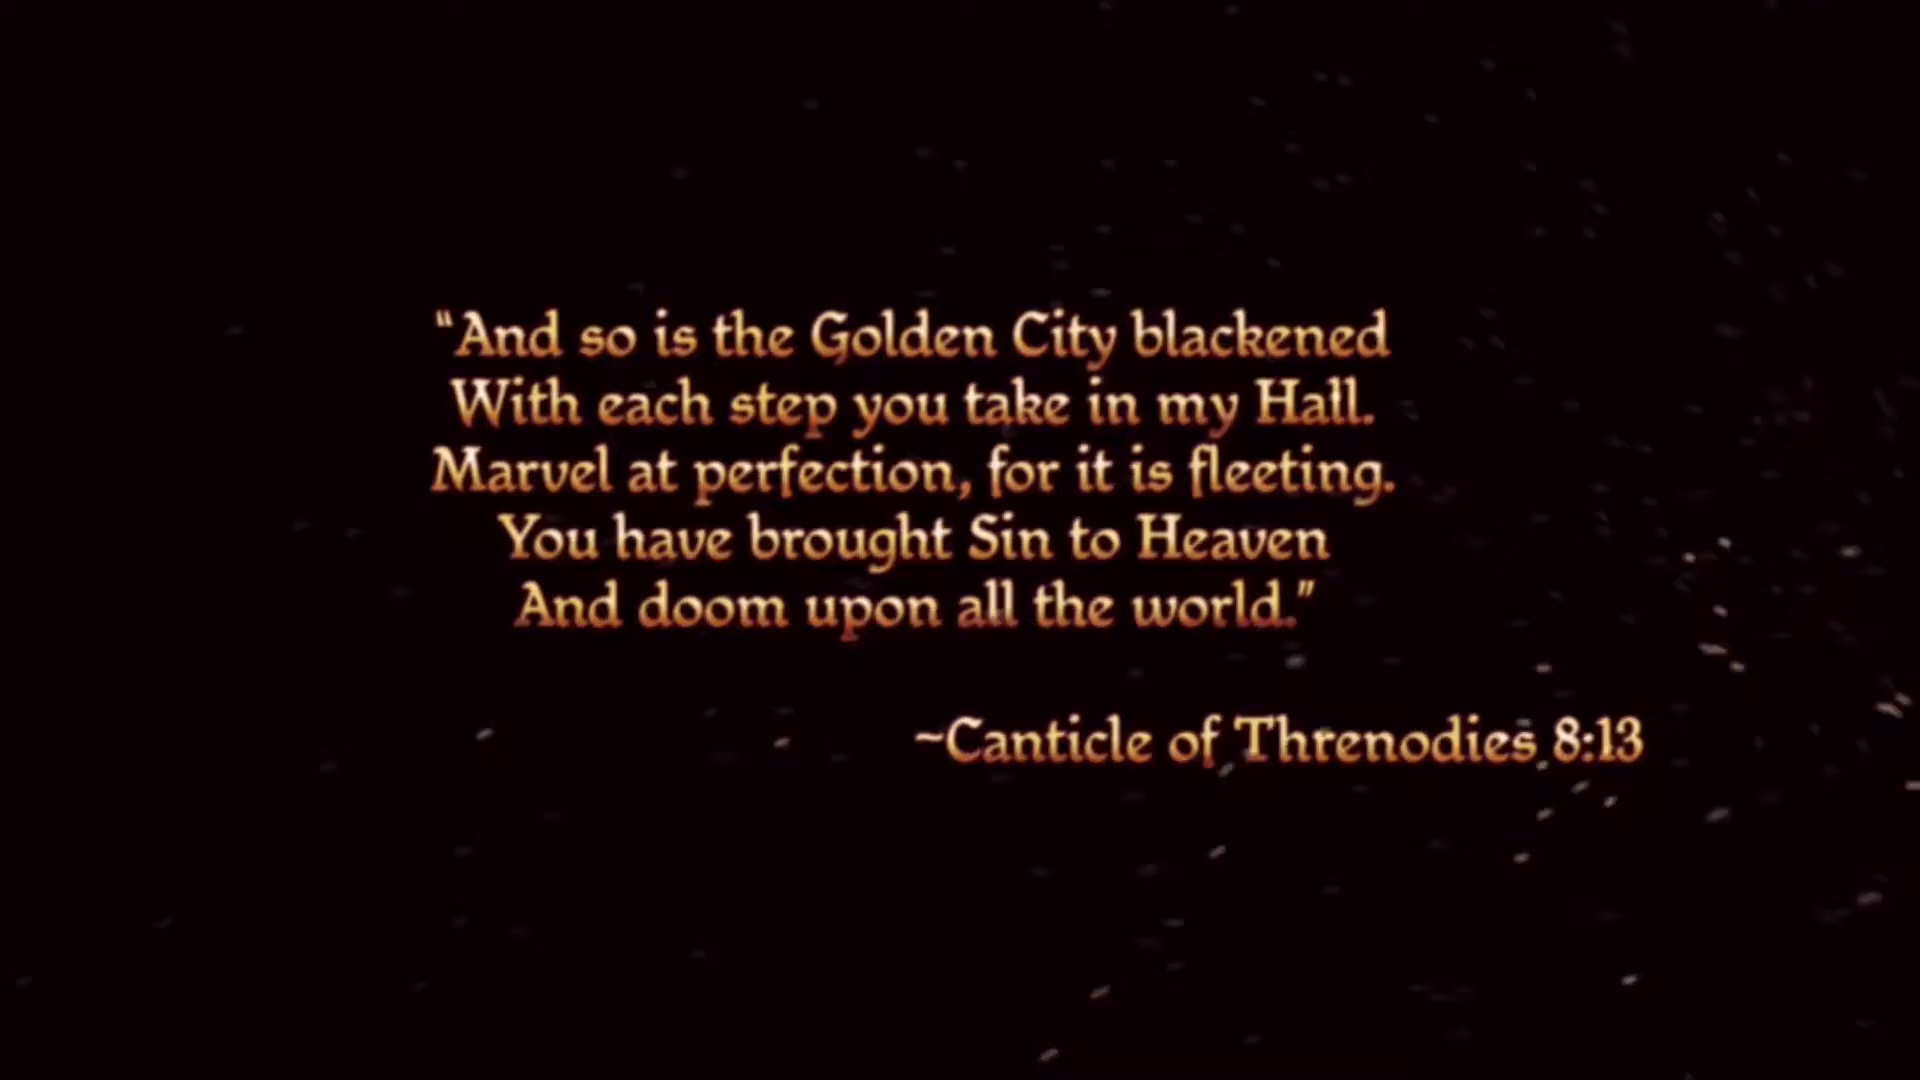 “And so is the Golden City blackened
With each step you take in my Hall.
Marvel at perfection, for it is fleeting.
You have brought Sin to Heaven
And doom upon all the world.”
~Canticle of Threnodies 8:13